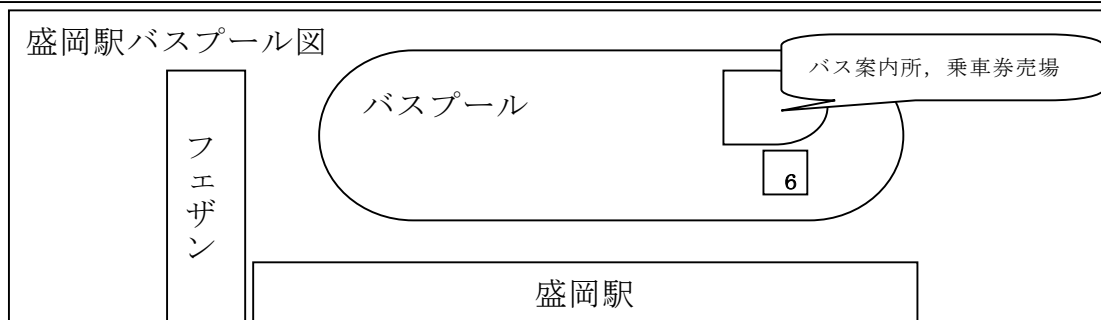 盛岡駅バスプール図
バス案内所，乗車券売場
バスプール
フェザン
6
盛岡駅